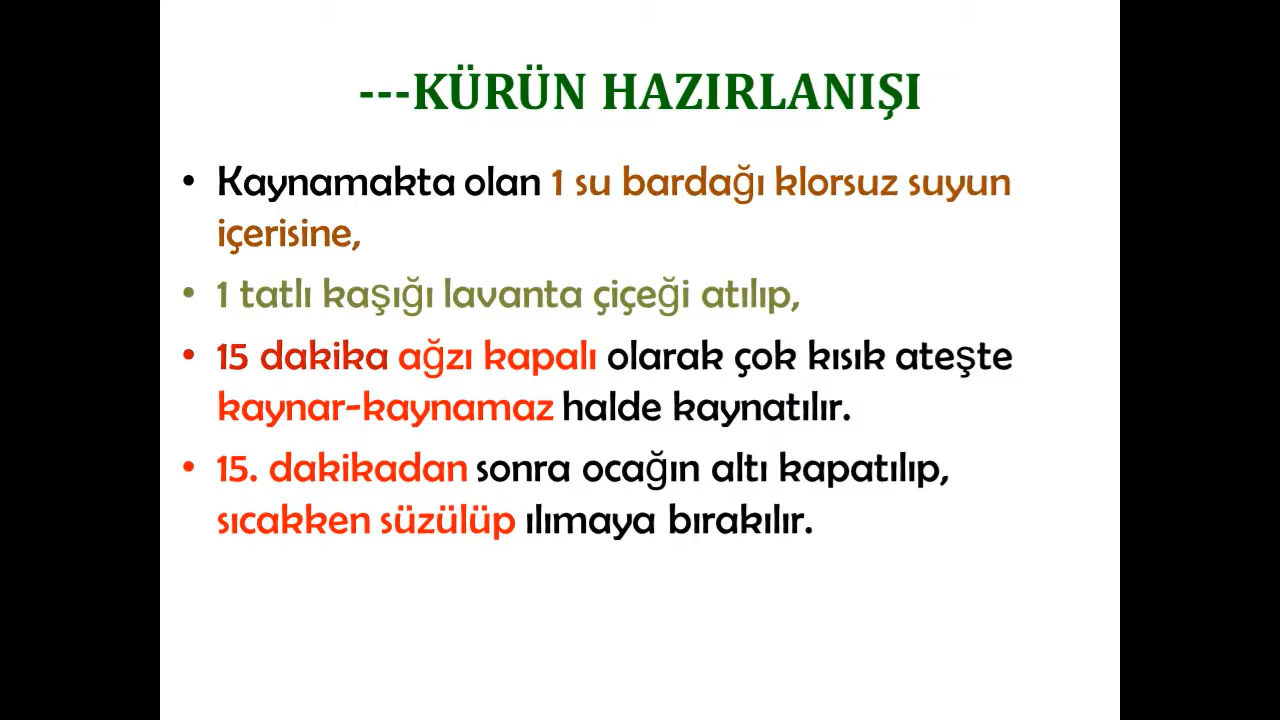 ---KÜRÜN HAZIRLANIŞI
• Kaynamakta olan 1 su bardağı klorsuz suyun
içerisine,
• 1 tatlı kaşığı lavanta çiçeği atılıp,
• 15 dakika ağzı kapalı olarak çok kısık ateşte
kaynar-kaynamaz halde kaynatılır.
• 15. dakikadan sonra ocağın altı kapatılıp,
sıcakken süzülüp ılımaya bırakılır.